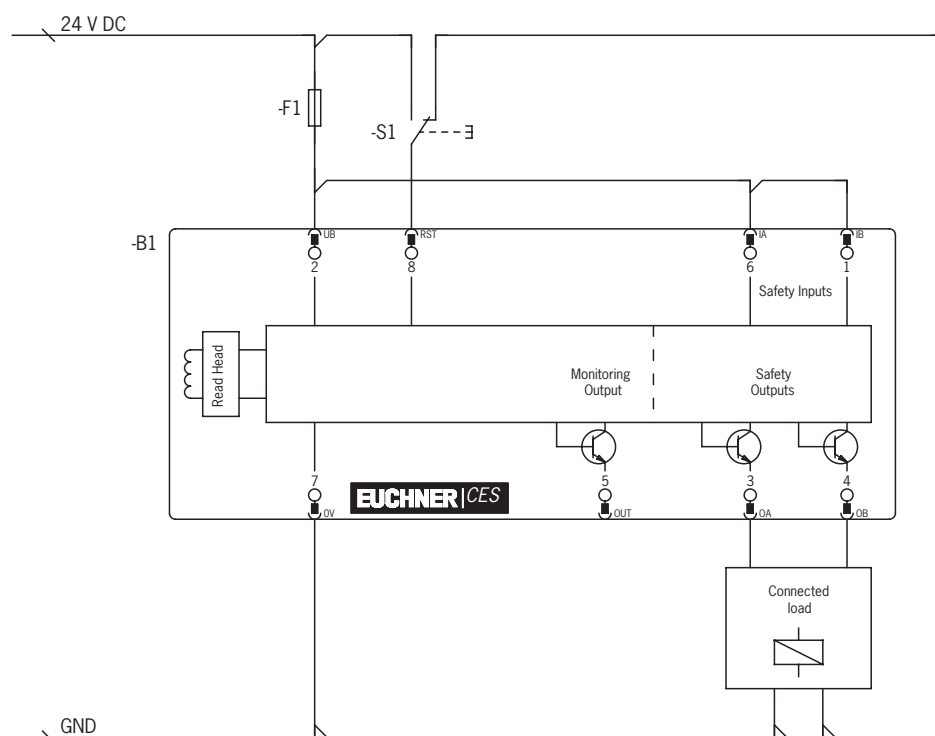 24 V DC
-F1
-S1
-B1
UB
RST
IA
IB
2
8
6
1
Safety Inputs
Read Head
Monitoring
Output
Safety
Outputs
7
5
3
4
EUCHNER CES
0V
OUT
OA
OB
Connected
load
GND